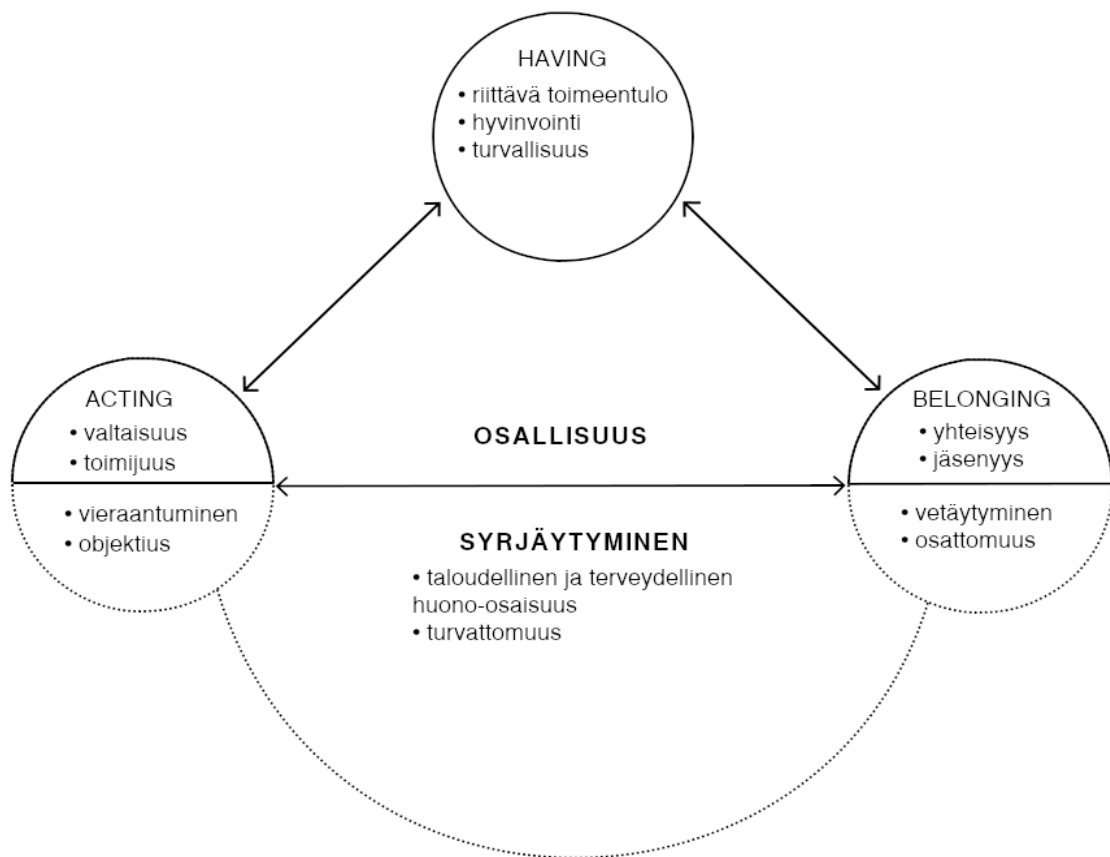 HAVING
• riittävä toimeentulo
• hyvinvointi
• turvallisuus
ACTING
• valtaisuus
• toimijuus
• vieraantuminen
• objektius
OSALLISUUS
SYRJÄYTYMINEN
• taloudellinen ja terveydellinen
huono-osaisuus
• turvattomuus
BELONGING
• yhteisyys
• jäsenyys
• vetäytyminen
• osattomuus